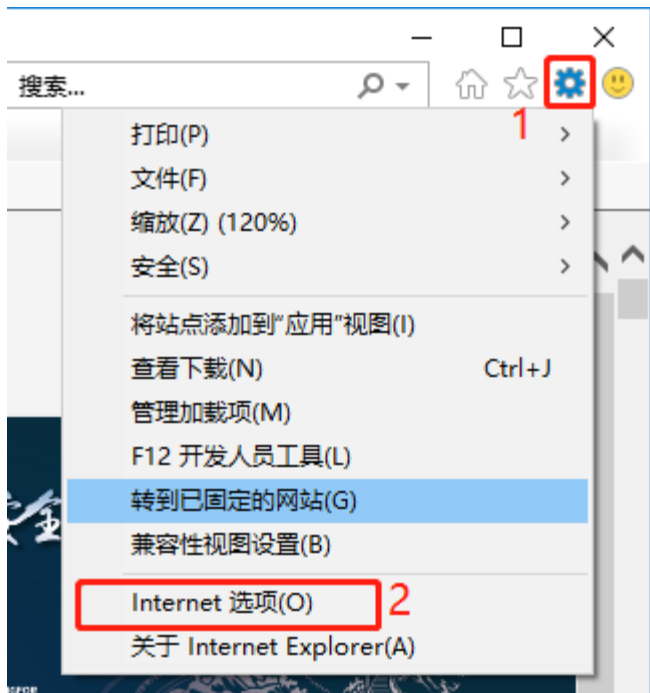 搜索...
1
打印(P)
文件(F)
缩放(Z) (120%)
安全(S)
将站点添加到"应用"视图(I)
查看下载(N) Ctrl+J
管理加载项(M)
F12 开发人员工具(L)
转到已固定的网站(G)
全
兼容性视图设置(B)
Internet 选项(O) 2
关于 Internet Explorer(A)